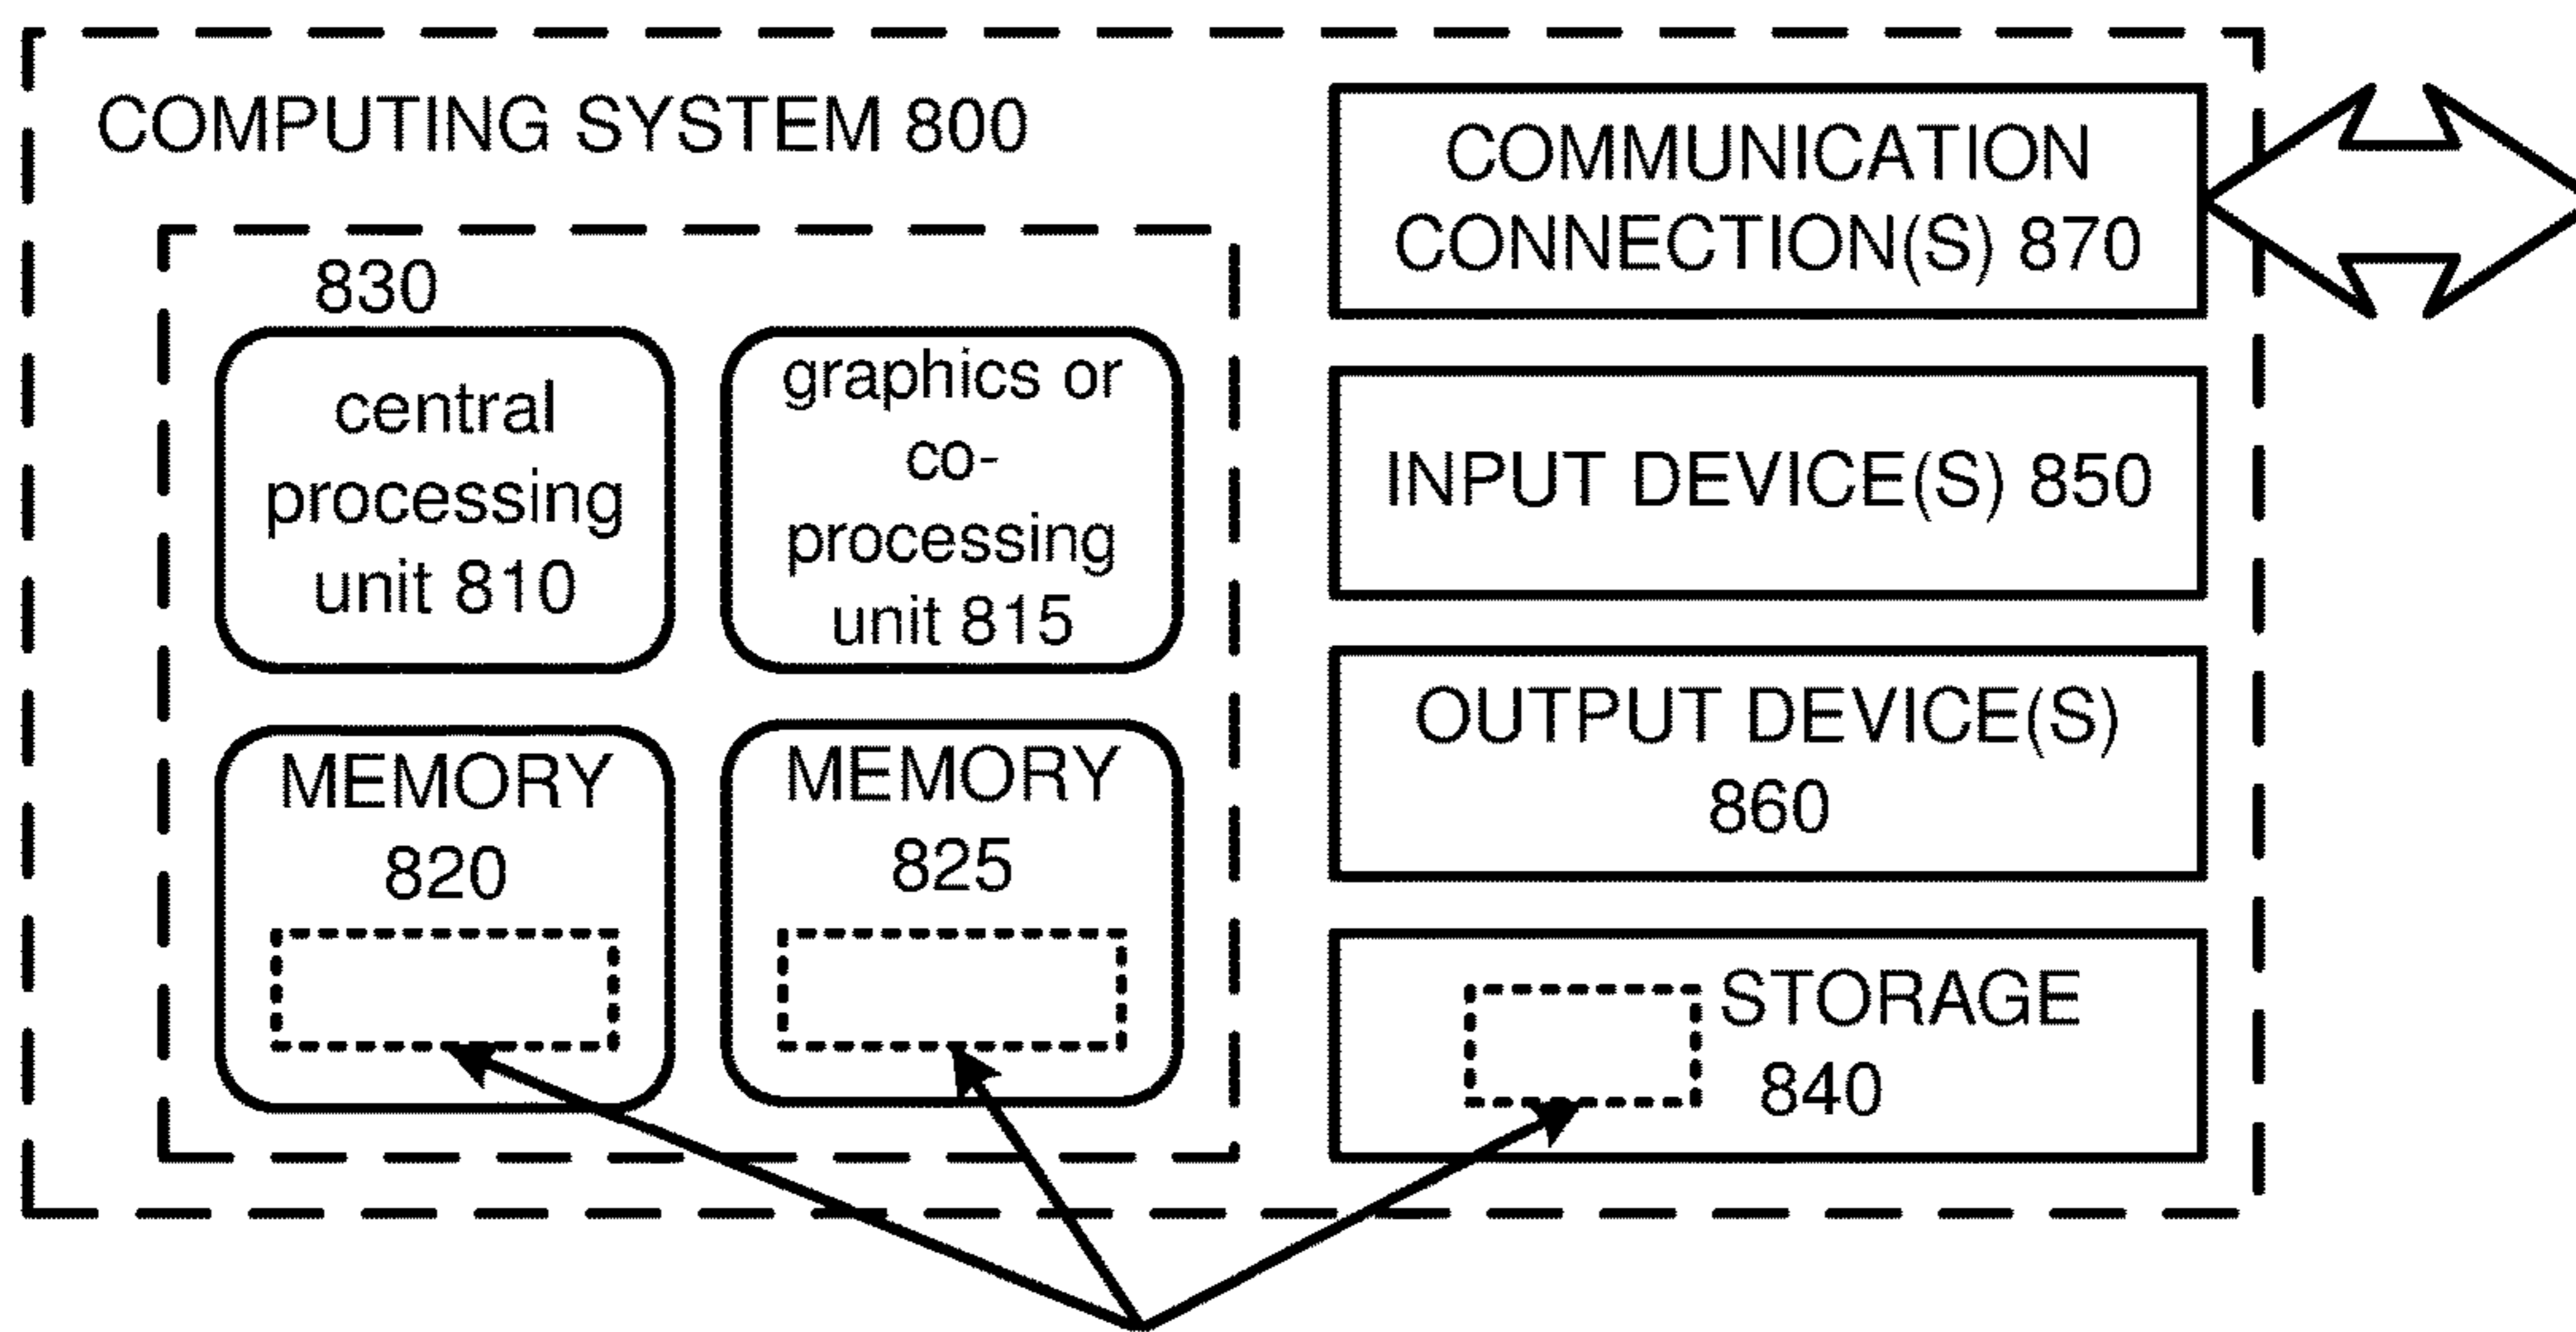 COMPUTING SYSTEM 800
830
central
processing
unit 810
graphics or
co-
processing
unit 815
MEMORY
820
MEMORY
825
COMMUNICATION
CONNECTION(S) 870
INPUT DEVICE(S) 850
OUTPUT DEVICE(S)
860
STORAGE
840